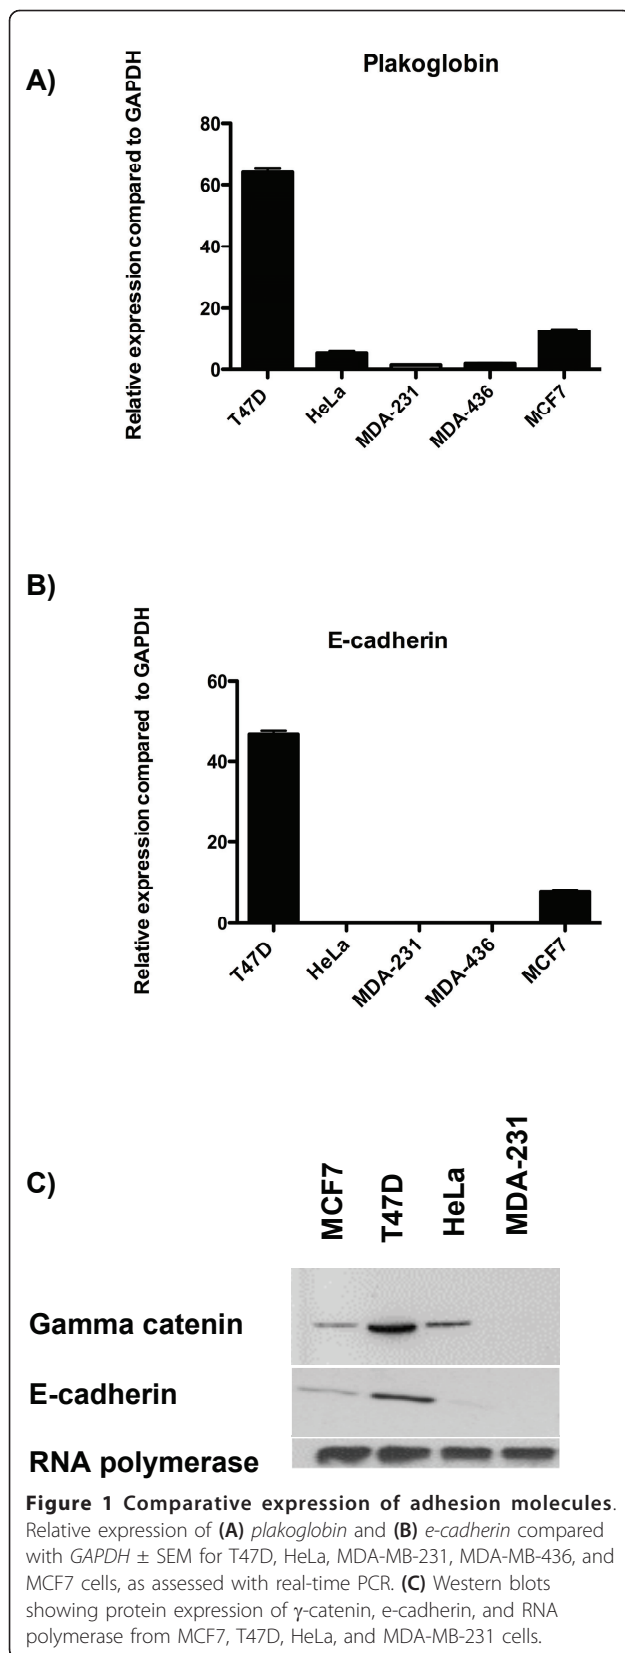 A)
Plakoglobin
Relative expression compared to GAPDH
80
60
40
20
0
T47D
HeLa
MDA-231
MDA-436
MCF7
B)
E-cadherin
Relative expression compared to GAPDH
60
40
20
0
T47D
HeLa
MDA-231
MDA-436
MCF7
C)
MCF7
T47D
HeLa
MDA-231
Gamma catenin
E-cadherin
RNA polymerase
Figure 1 Comparative expression of adhesion molecules.
Relative expression of (A) plakoglobin and (B) e-cadherin compared
with GAPDH ± SEM for T47D, HeLa, MDA-MB-231, MDA-MB-436, and
MCF7 cells, as assessed with real-time PCR. (C) Western blots
showing protein expression of γ-catenin, e-cadherin, and RNA
polymerase from MCF7, T47D, HeLa, and MDA-MB-231 cells.